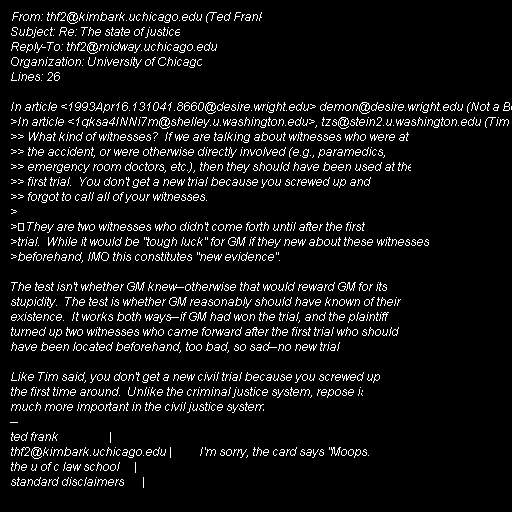 From: thf2@kimbark.uchicago.edu (Ted Frank
Subject: Re: The state of justice
Reply-To: thf2@midway.uchicago.edu
Organization: University of Chicago
Lines: 26

In article <1993Apr16.131041.8660@desire.wright.edu> demon@desire.wright.edu (Not a Bo
>In article <1qksa4INNi7m@shelley.u.washington.edu>, tzs@stein2.u.washington.edu (Tim
>> What kind of witnesses?  If we are talking about witnesses who were at
>> the accident, or were otherwise directly involved (e.g., paramedics,
>> emergency room doctors, etc.), then they should have been used at the
>> first trial.  You don't get a new trial because you screwed up and
>> forgot to call all of your witnesses.
>
>They are two witnesses who didn't come forth until after the first
>trial.  While it would be "tough luck" for GM if they new about these witnesses
>beforehand, IMO this constitutes "new evidence".

The test isn't whether GM knew--otherwise that would reward GM for its
stupidity.  The test is whether GM reasonably should have known of their
existence.  It works both ways--if GM had won the trial, and the plaintiff
turned up two witnesses who came forward after the first trial who should
have been located beforehand, too bad, so sad--no new trial

Like Tim said, you don't get a new civil trial because you screwed up
the first time around.  Unlike the criminal justice system, repose is
much more important in the civil justice system.
--
ted frank |
thf2@kimbark.uchicago.edu | I'm sorry, the card says "Moops.
the u of c law school |
standard disclaimers |